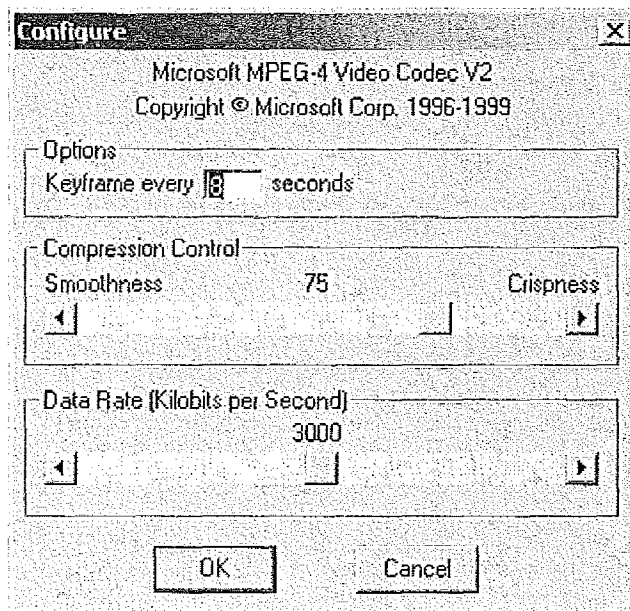 Configure
Microsoft MPEG-4 Video Codec V2
Copyright © Microsoft Corp. 1996-1999
Options
Keyframe every 8 seconds
Compression Control
Smoothness 75 Crispness
Data Rate (Kilobits per Second)
3000
OK Cancel